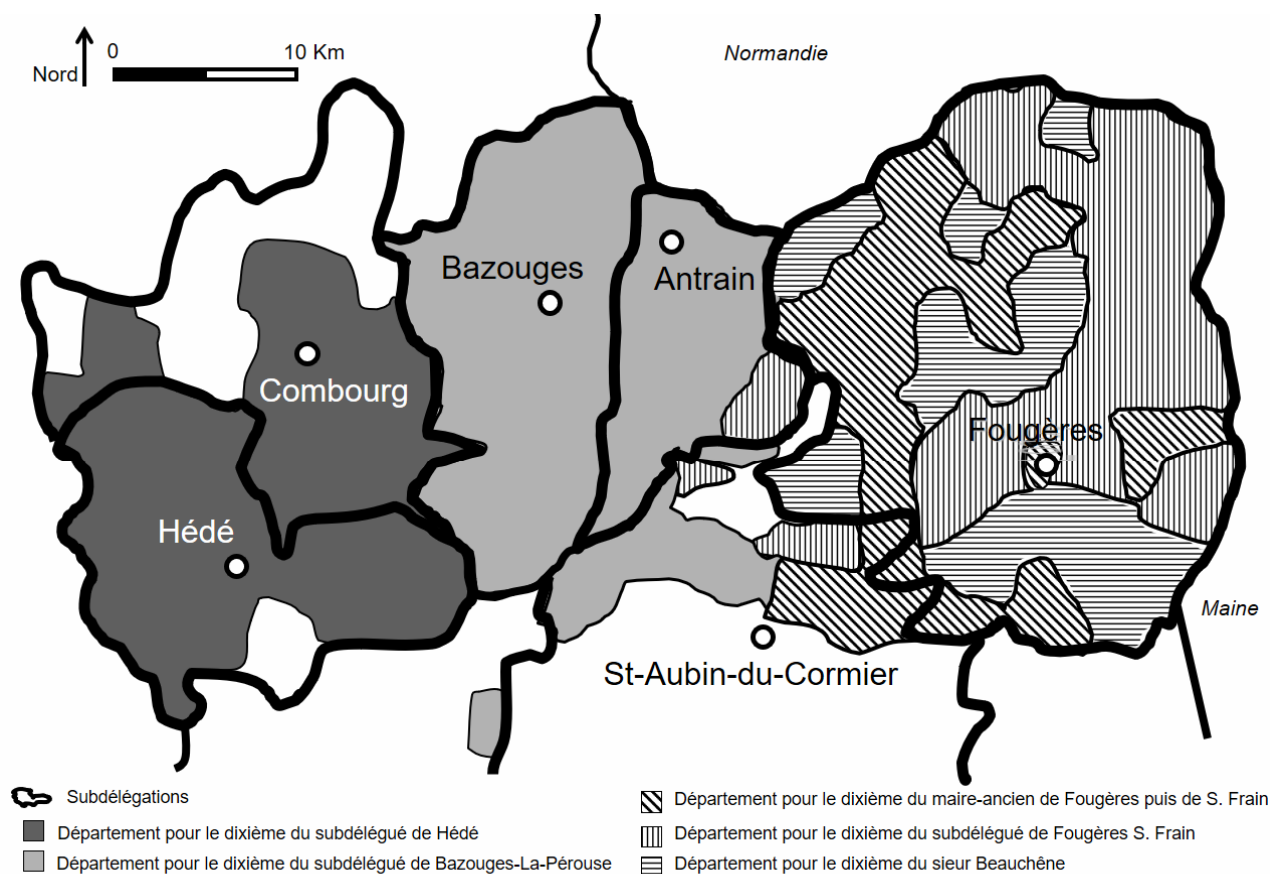 0 10 Km
Nord
Normandie
Bazouges
Antrain
Combourg
Fougères
Hédé
Maine
St-Aubin-du-Cormier
Subdélégations
Département pour le dixième du subdélégué de Hédé
Département pour le dixième du subdélégué de Bazouges-La-Pérouse
Département pour le dixième du maire-ancien de Fougères puis de S. Frain
Département pour le dixième du subdélégué de Fougères S. Frain
Département pour le dixième du sieur Beauchêne